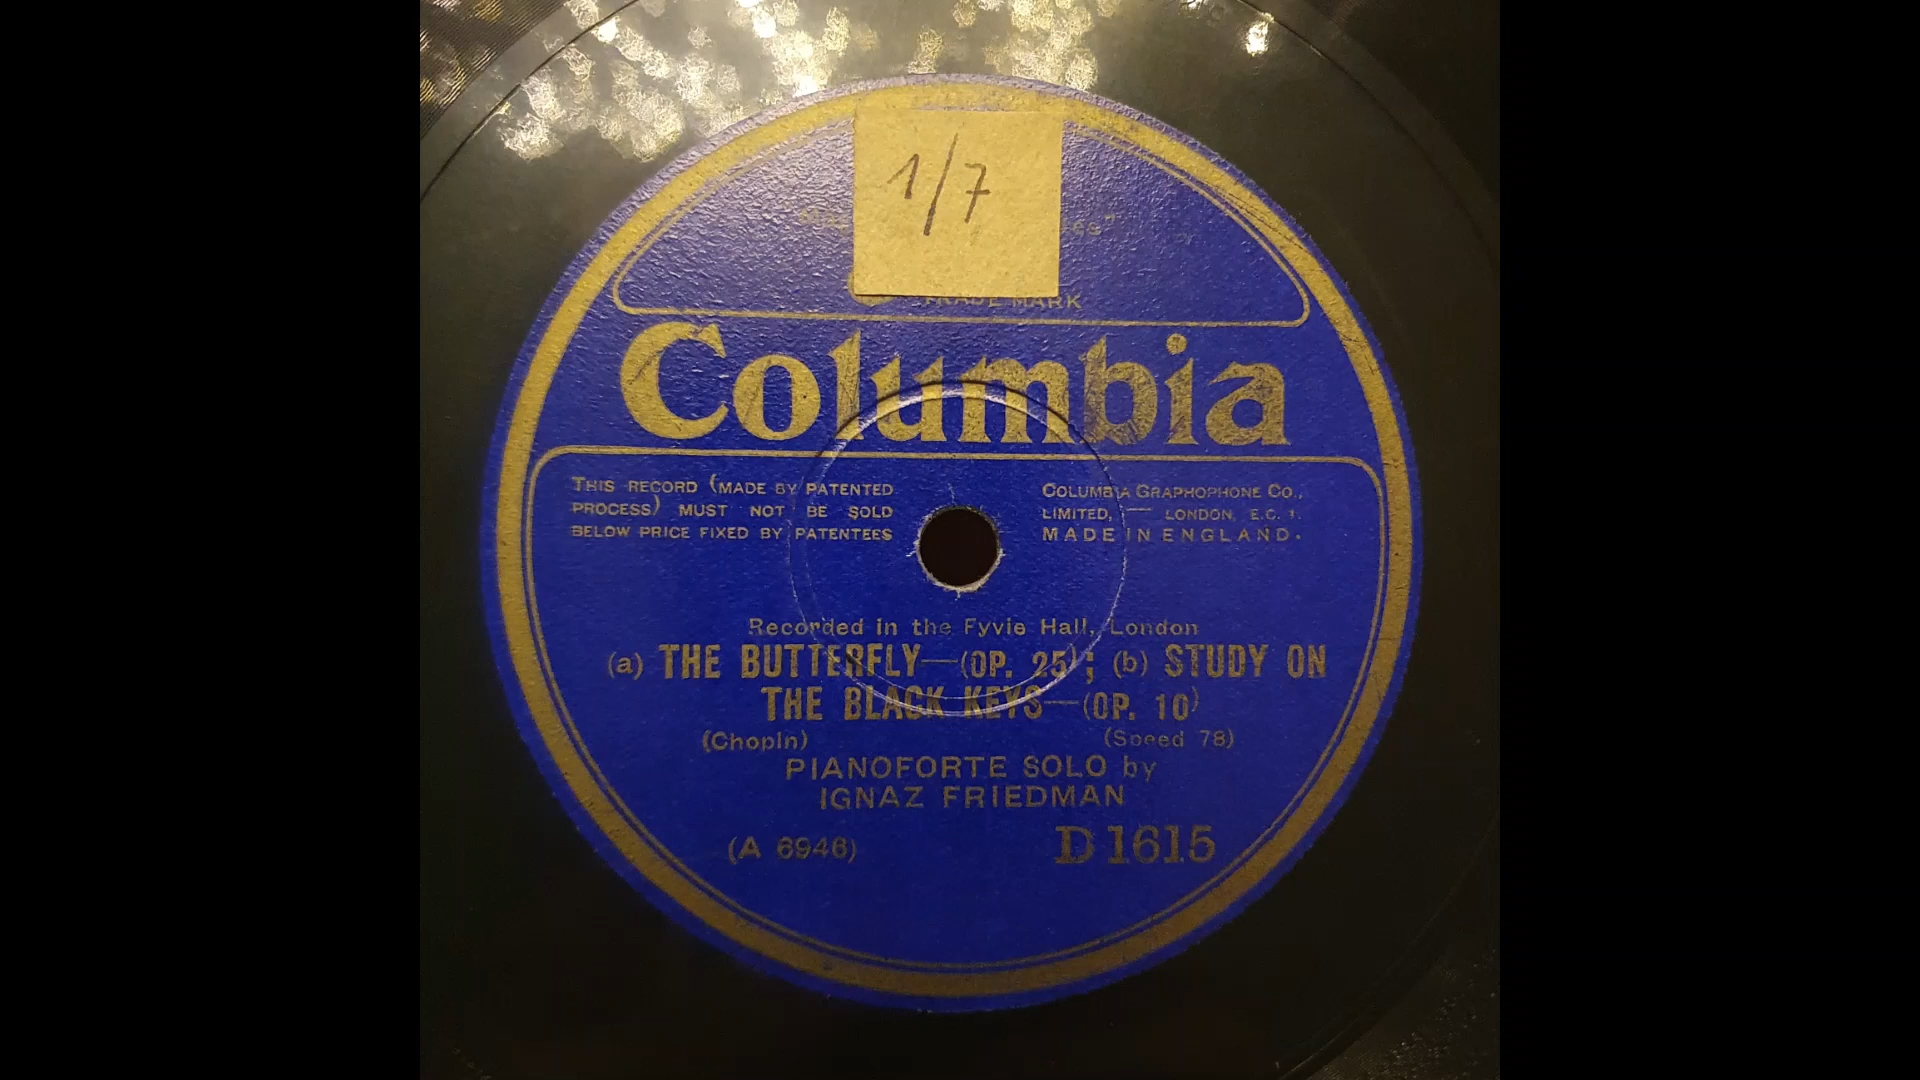 1/7
TRADE MARK
Columbia
THIS RECORD (MADE BY PATENTED
PROCESS) MUST NOT BE SOLD
BELOW PRICE FIXED BY PATENTEES
COLUMBIA GRAPHOPHONE CO.,
LIMITED, — LONDON, E.C. 1.
MADE IN ENGLAND.
Recorded in the Fyvie Hall, London
(a) THE BUTTERFLY—(OP. 25); (b) STUDY ON
THE BLACK KEYS—(OP. 10)
(Chopin) (Speed 78)
PIANOFORTE SOLO by
IGNAZ FRIEDMAN
(A 6946) D 1615